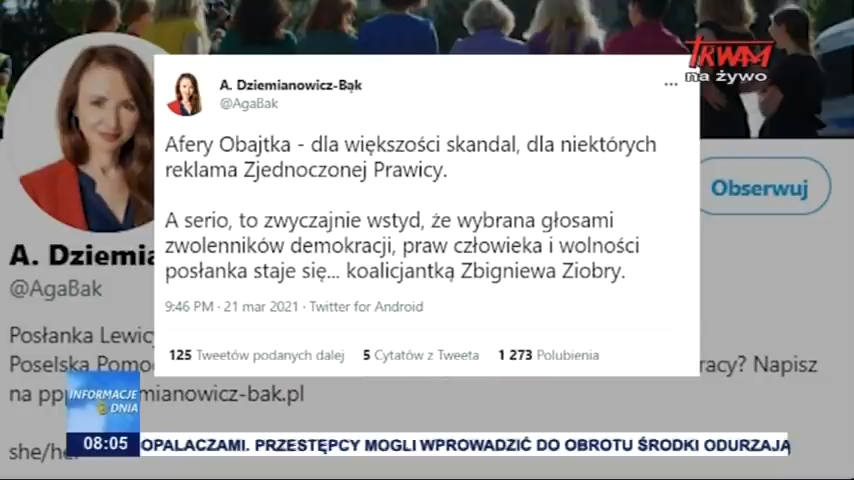 TRWAM
na żywo
A. Dziemianowicz-Bąk
@AgaBak
Afery Obajtka - dla większości skandal, dla niektórych
reklama Zjednoczonej Prawicy.
A serio, to zwyczajnie wstyd, że wybrana głosami
zwolenników demokracji, praw człowieka i wolności
posłanka staje się... koalicjantką Zbigniewa Ziobry.
9:46 PM · 21 mar 2021 · Twitter for Android
125 Tweetów podanych dalej 5 Cytatów z Tweeta 1 273 Polubienia
Obserwuj
A. Dziemia
@AgaBak
Posłanka Lewicy
Poselska Pomo racy? Napisz
na pp mianowicz-bak.pl
she/he
INFORMACJE
DNIA
08:05 OPALACZAMI. PRZESTĘPCY MOGLI WPROWADZIĆ DO OBROTU ŚRODKI ODURZAJĄ